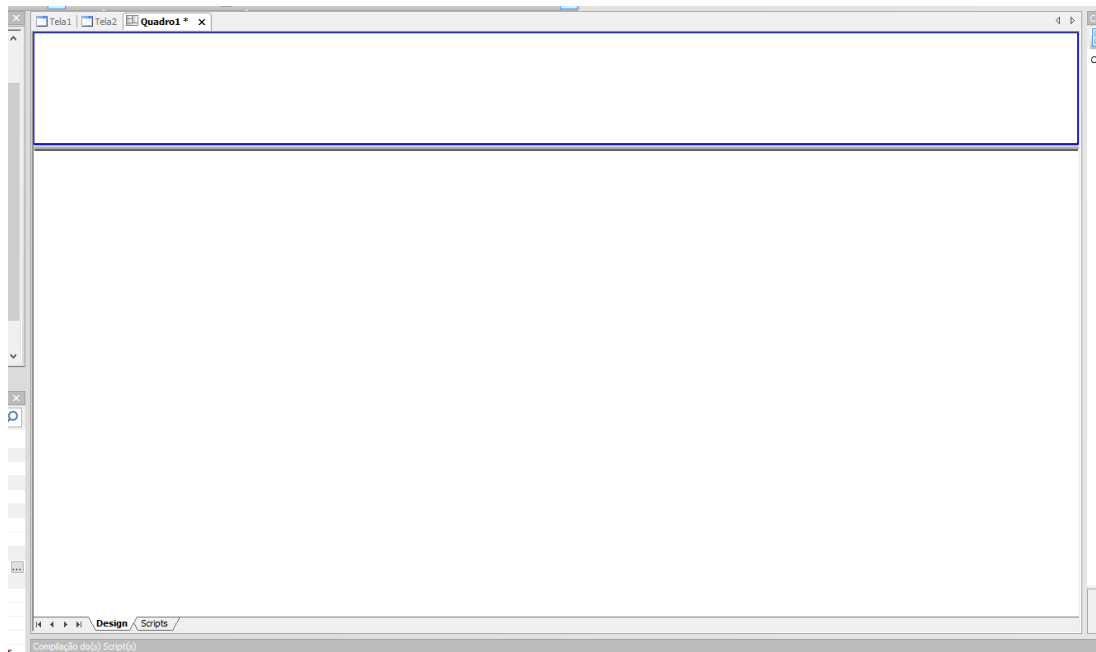 Tela1 Tela2 Quadro1 * x
...
Design Scripts
Compilação do(s) Script(s)